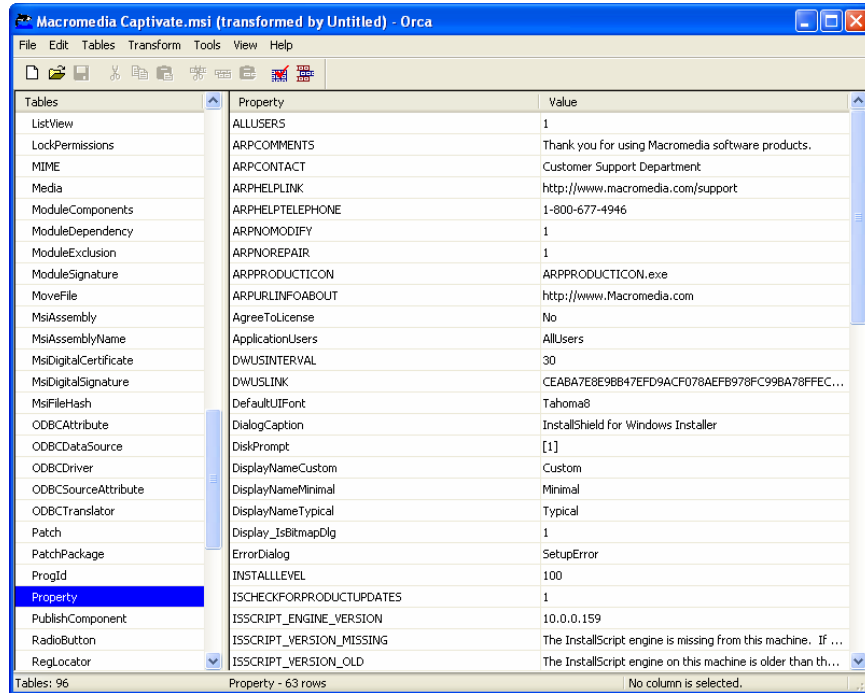 Macromedia Captivate.msi (transformed by Untitled) - Orca
File Edit Tables Transform Tools View Help
Tables Property Value
ListView ALLUSERS 1
LockPermissions ARPCOMMENTS Thank you for using Macromedia software products.
MIME ARPCONTACT Customer Support Department
Media ARPHELPLINK http://www.macromedia.com/support
ModuleComponents ARPHELPTELEPHONE 1-800-677-4946
ModuleDependency ARPNOMODIFY 1
ModuleExclusion ARPNOREPAIR 1
ModuleSignature ARPPRODUCTICON ARPPRODUCTICON.exe
MoveFile ARPURLINFOABOUT http://www.Macromedia.com
MsiAssembly AgreeToLicense No
MsiAssemblyName ApplicationUsers AllUsers
MsiDigitalCertificate DWUSINTERVAL 30
MsiDigitalSignature DWUSLINK CEABA7E8E9BB47EFD9ACF078AEFB978FC99BA78FFEC...
MsiFileHash DefaultUIFont Tahoma8
ODBCAttribute DialogCaption InstallShield for Windows Installer
ODBCDataSource DiskPrompt [1]
ODBCDriver DisplayNameCustom Custom
ODBCSourceAttribute DisplayNameMinimal Minimal
ODBCTranslator DisplayNameTypical Typical
Patch Display_IsBitmapDlg 1
PatchPackage ErrorDialog SetupError
ProgId INSTALLLEVEL 100
Property ISCHECKFORPRODUCTUPDATES 1
PublishComponent ISSCRIPT_ENGINE_VERSION 10.0.0.159
RadioButton ISSCRIPT_VERSION_MISSING The InstallScript engine is missing from this machine. If ...
RegLocator ISSCRIPT_VERSION_OLD The InstallScript engine on this machine is older than th...
Tables: 96 Property - 63 rows No column is selected.